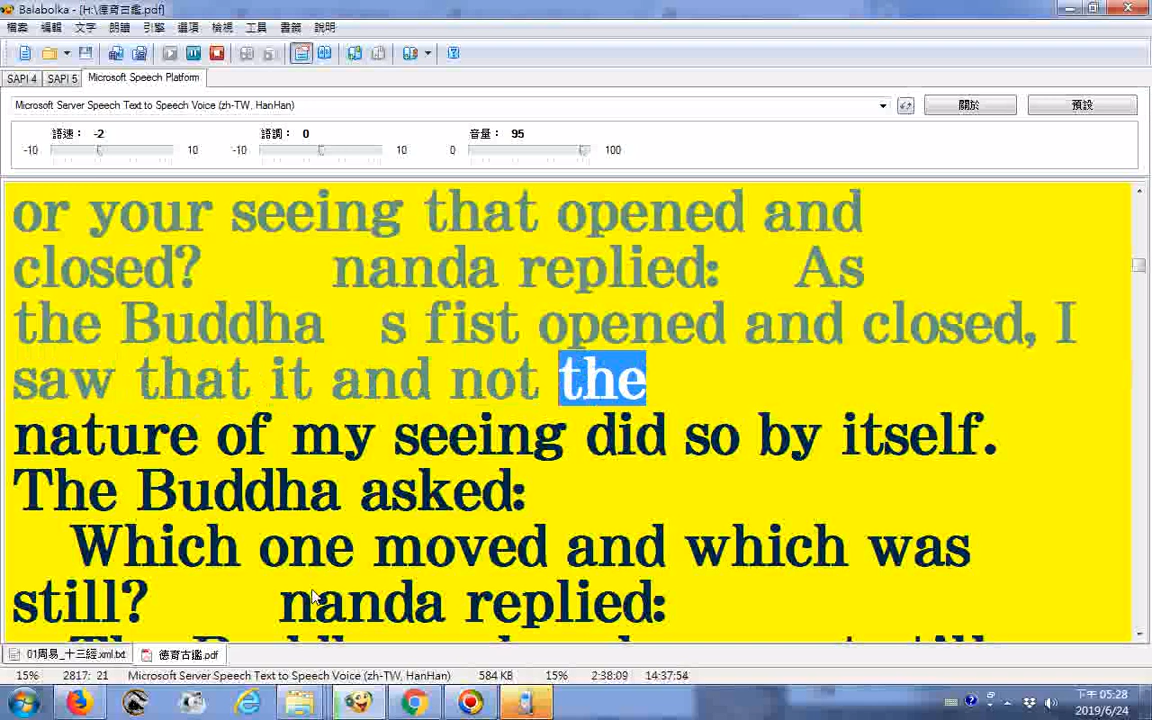 Balabolka - [H:\德育古鑑.pdf]
檔案 編輯 文字 朗讀 引擎 選項 檢視 工具 書籤 說明
SAPI 4 SAPI 5 Microsoft Speech Platform
Microsoft Server Speech Text to Speech Voice (zh-TW, HanHan) 關於 預設
語速： -2 語調： 0 音量： 95
-10 10 -10 10 0 100
or your seeing that opened and
closed? nanda replied: As
the Buddha s fist opened and closed, I
saw that it and not the
nature of my seeing did so by itself.
The Buddha asked:
Which one moved and which was
still? nanda replied:
01周易_十三經.xml.txt 德育古鑑.pdf
15% 2817: 21 Microsoft Server Speech Text to Speech Voice (zh-TW, HanHan) 584 KB 15% 2:38:09 14:37:54
下午 05:28
2019/6/24